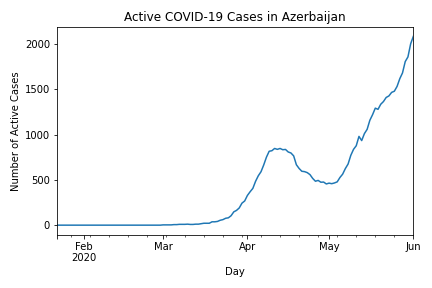 Active COVID-19 Cases in Azerbaijan
Number of Active Cases
2000
1500
1000
500
0
Feb Mar Apr May Jun
2020
Day